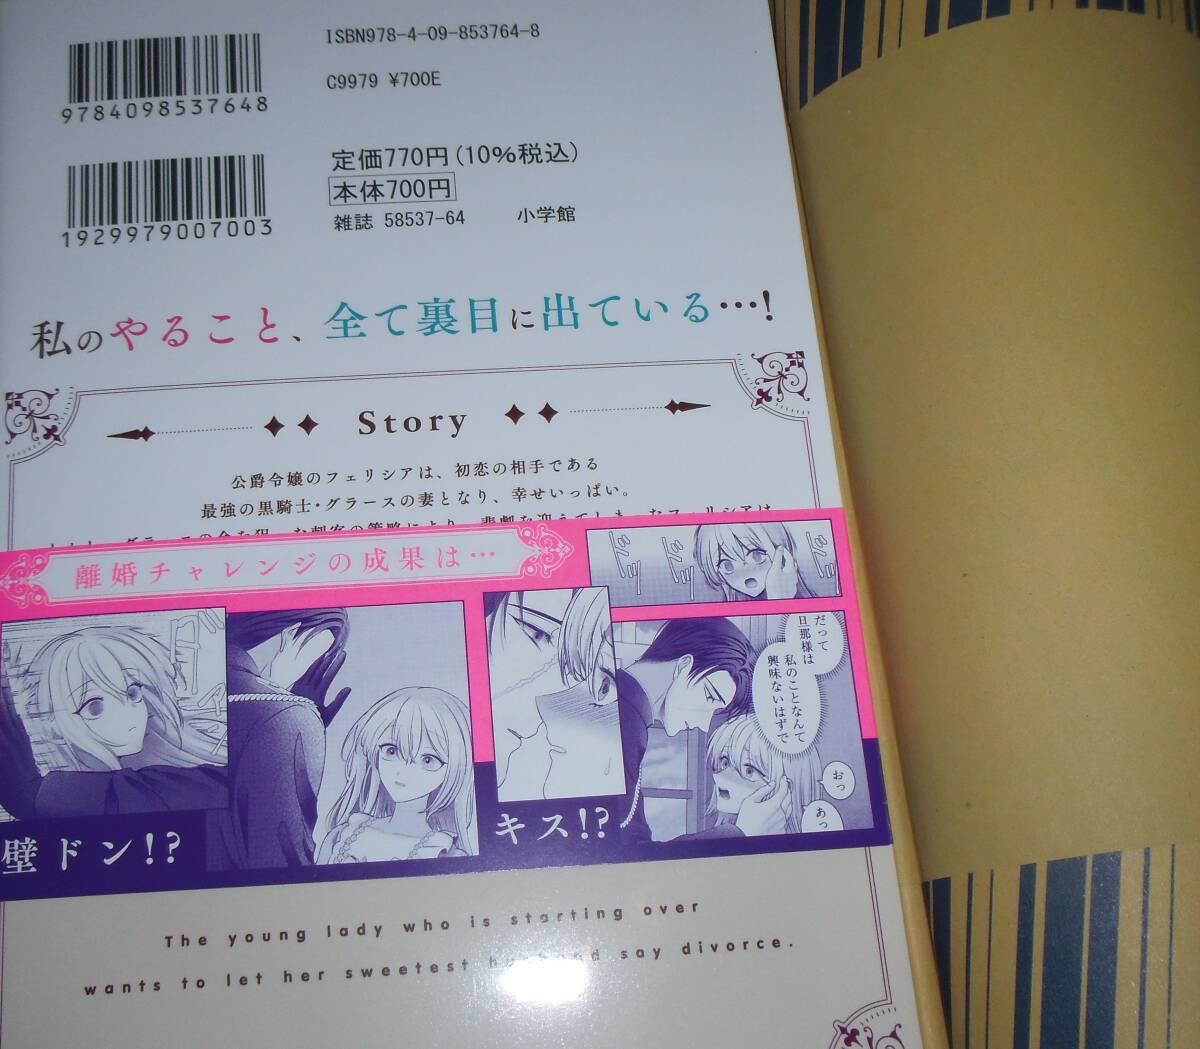 ISBN978-4-09-853764-8
C9979 ¥700E
9784098537648
定価770円(10%税込)
本体700円
雑誌 58537-64 小学館
1929979007003
私のやること、全て裏目に出ている…!
Story
公爵令嬢のフェリシアは、初恋の相手である
最強の黒騎士・グラースの妻となり、幸せいっぱい。
離婚チャレンジの成果は…
だって
旦那様は
私のことなんて
興味ないはずで
おっ
あっ
壁ドン!?
キス!?
The young lady who is starting over
wants to let her sweetest husband say divorce.